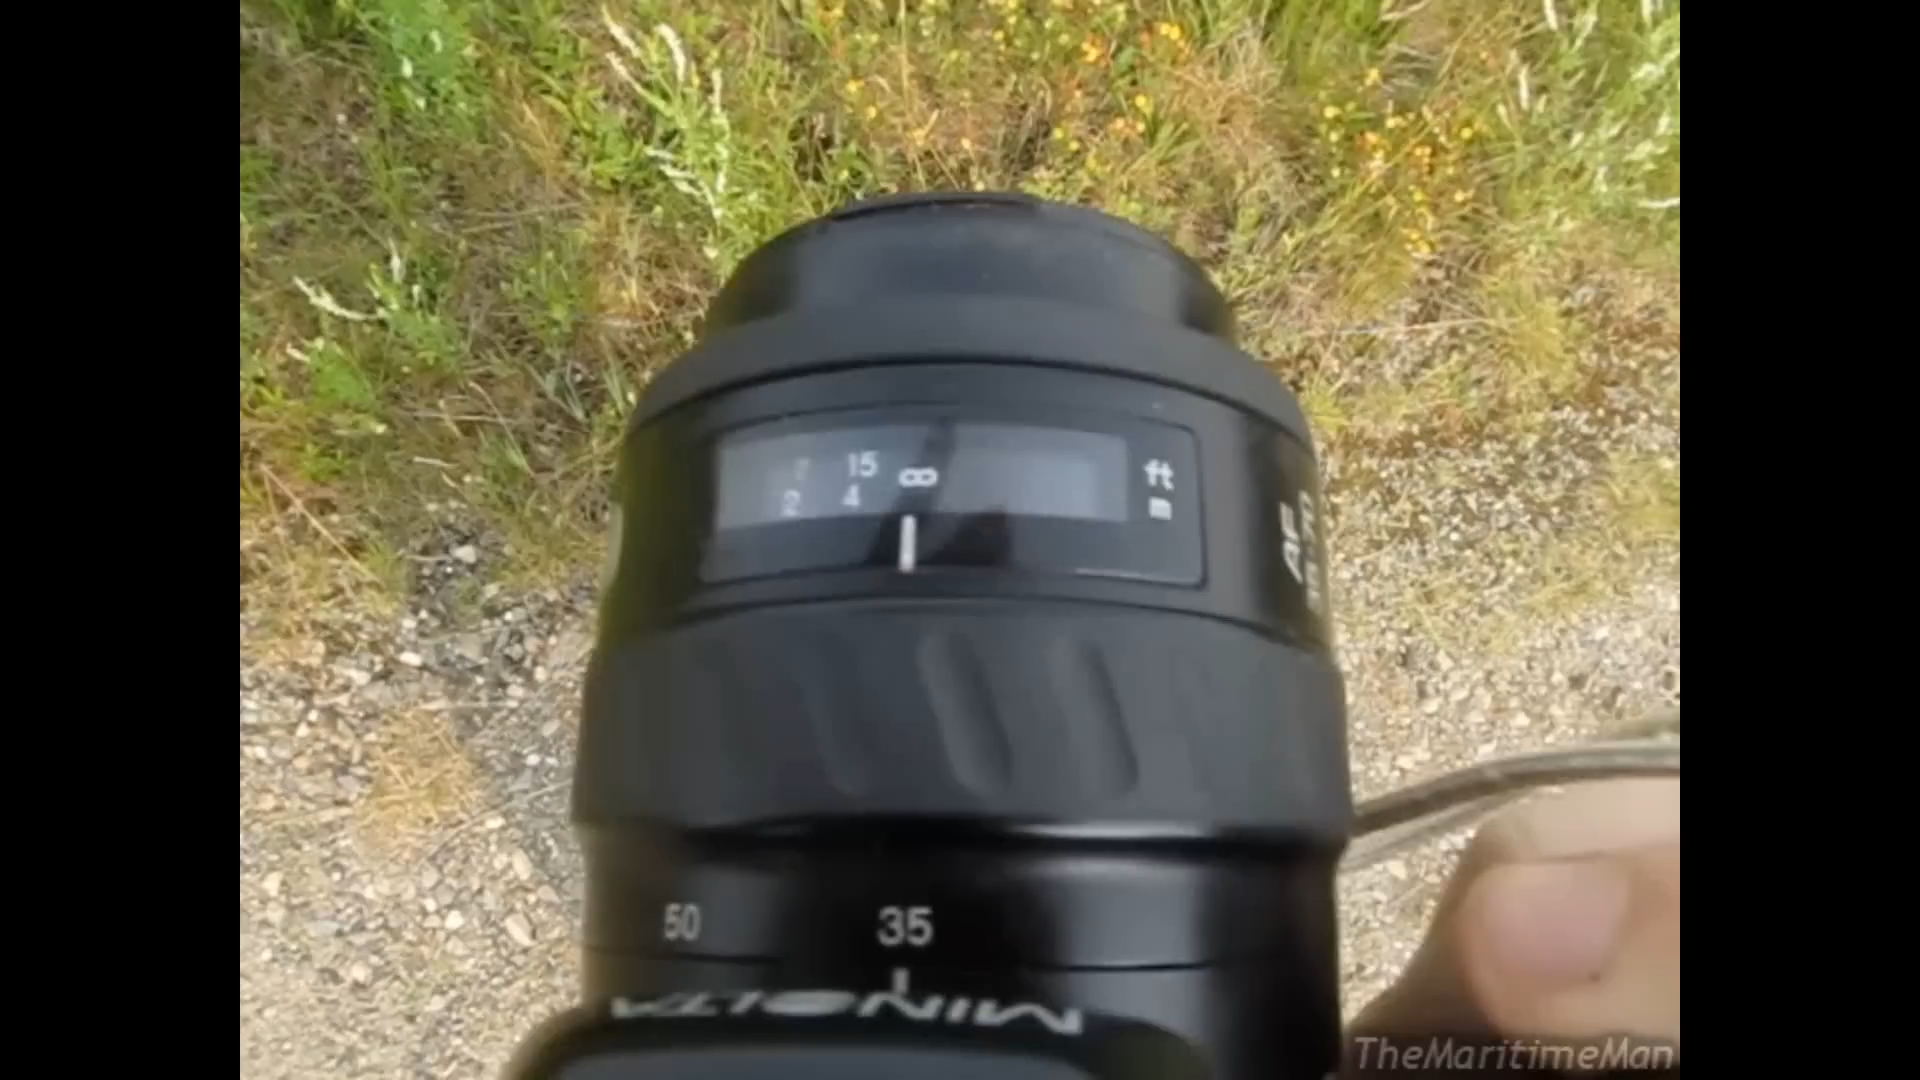 15 ∞ ft
2 4 m
AF
50 35
MINOLTA
TheMaritimeMan